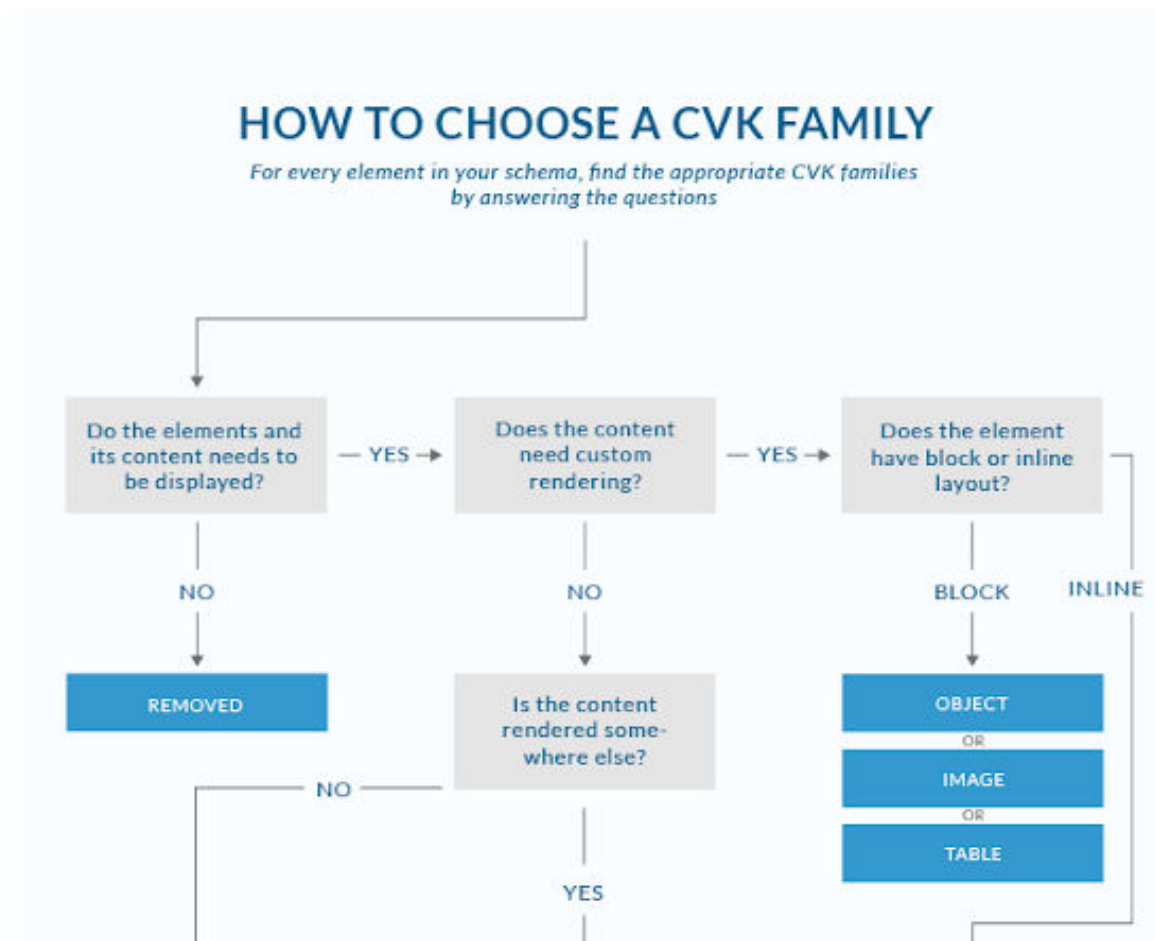 HOW TO CHOOSE A CVK FAMILY
For every element in your schema, find the appropriate CVK families
by answering the questions
Do the elements and
its content needs to
be displayed?
YES
Does the content
need custom
rendering?
YES
Does the element
have block or inline
layout?
NO
NO
BLOCK
INLINE
REMOVED
Is the content
rendered some-
where else?
OBJECT
OR
IMAGE
OR
TABLE
NO
YES